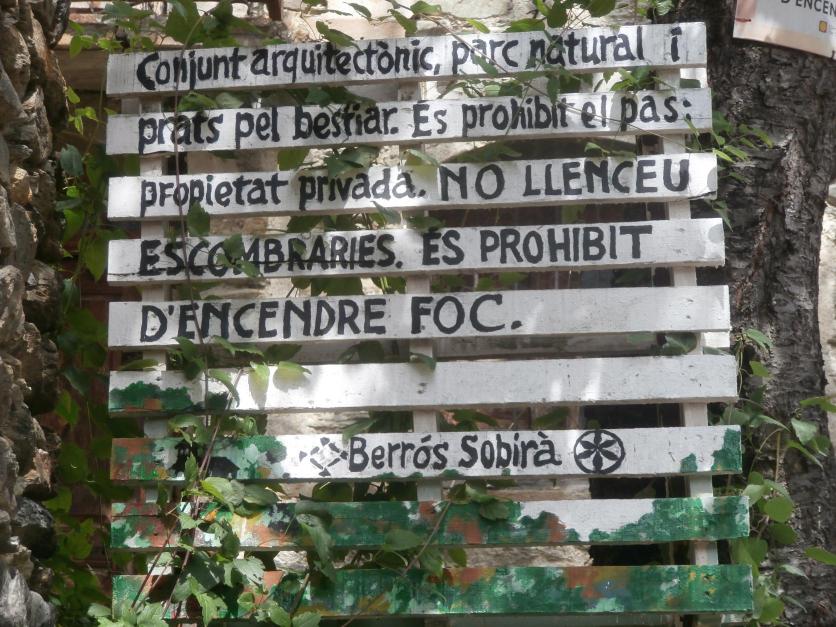 D'ENCEN
Conjunt arquitectònic, parc natural i
prats pel bestiar. És prohibit el pas:
propietat privada. NO LLENCEU
ESCOMBRARIES. ÉS PROHIBIT
D'ENCENDRE FOC.
Berrós Sobirà